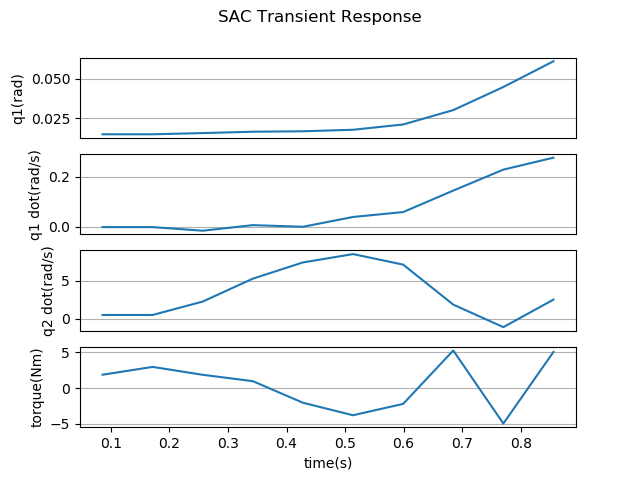 SAC Transient Response
q1(rad)
0.050
0.025
q1 dot(rad/s)
0.2
0.0
q2 dot(rad/s)
5
0
torque(Nm)
5
0
−5
0.1 0.2 0.3 0.4 0.5 0.6 0.7 0.8
time(s)